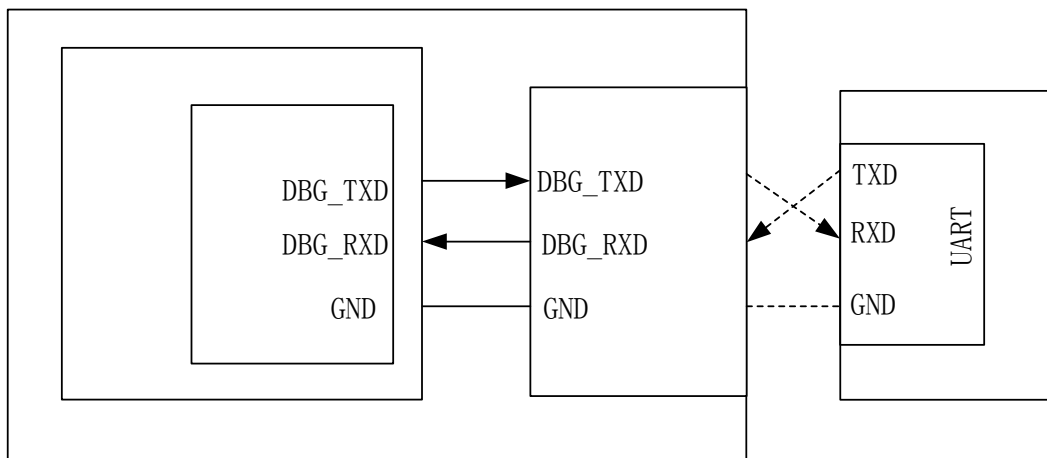 DBG_TXD
DBG_RXD
GND
DBG_TXD
DBG_RXD
GND
TXD
RXD
GND
UART